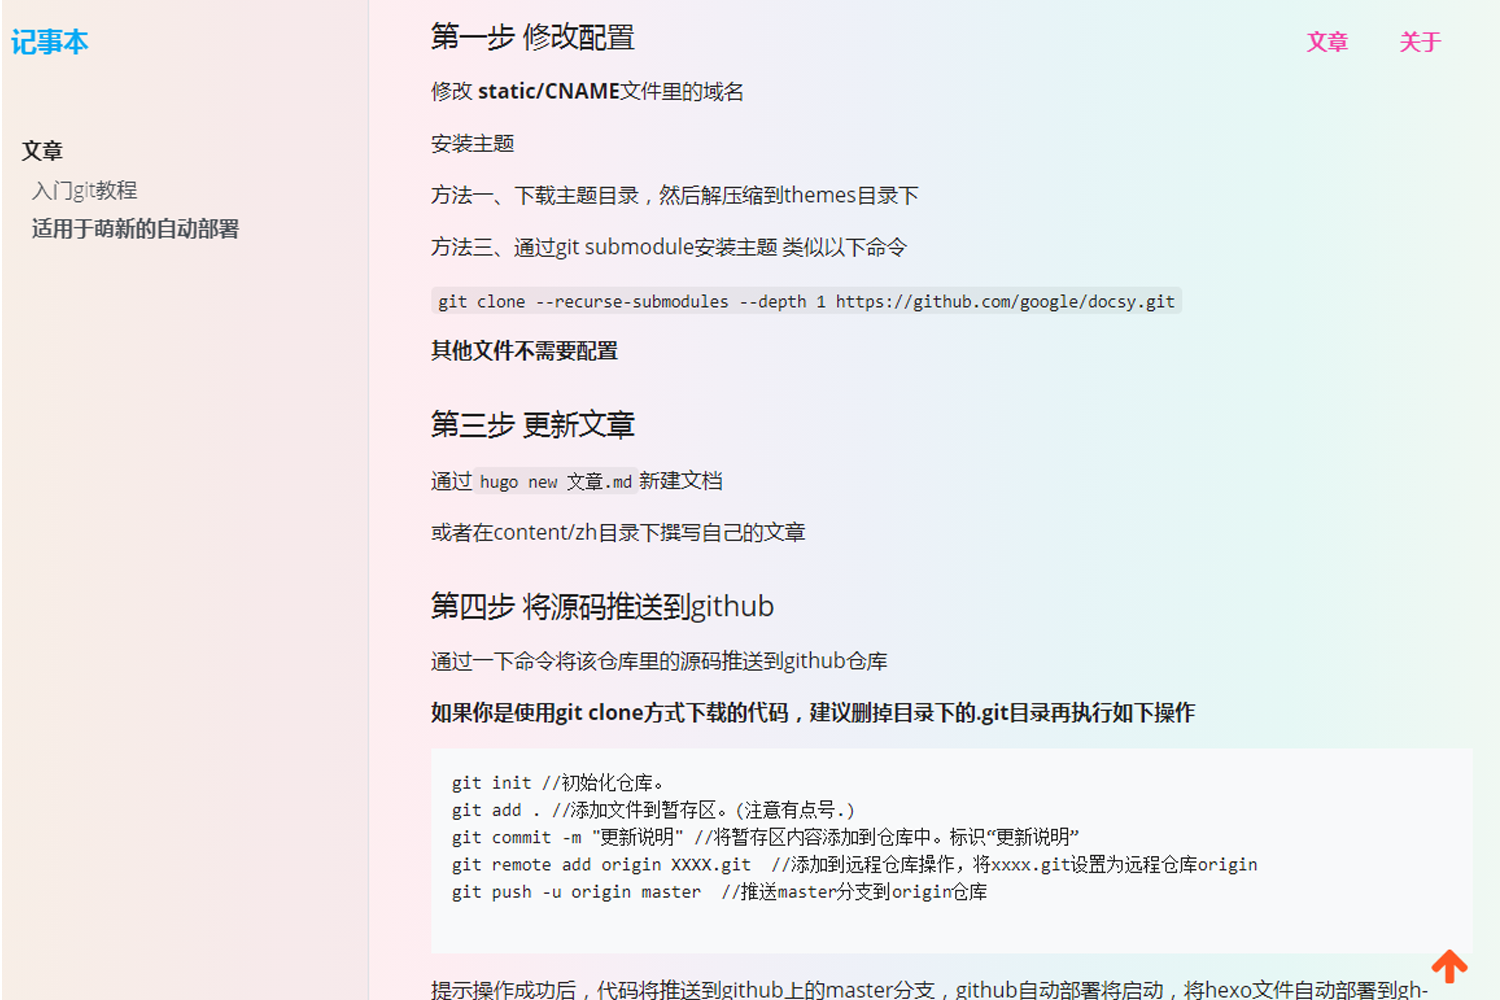 记事本
文章 关于
文章
入门git教程
适用于萌新的自动部署
第一步 修改配置
修改 static/CNAME文件里的域名
安装主题
方法一、下载主题目录，然后解压缩到themes目录下
方法三、通过git submodule安装主题 类似以下命令
git clone --recurse-submodules --depth 1 https://github.com/google/docsy.git
其他文件不需要配置
第三步 更新文章
通过 hugo new 文章.md 新建文档
或者在content/zh目录下撰写自己的文章
第四步 将源码推送到github
通过一下命令将该仓库里的源码推送到github仓库
如果你是使用git clone方式下载的代码，建议删掉目录下的.git目录再执行如下操作
git init //初始化仓库。
git add . //添加文件到暂存区。(注意有点号.)
git commit -m "更新说明" //将暂存区内容添加到仓库中。标识“更新说明”
git remote add origin XXXX.git  //添加到远程仓库操作，将xxxx.git设置为远程仓库origin
git push -u origin master  //推送master分支到origin仓库
提示操作成功后，代码将推送到github上的master分支，github自动部署将启动，将hexo文件自动部署到gh-